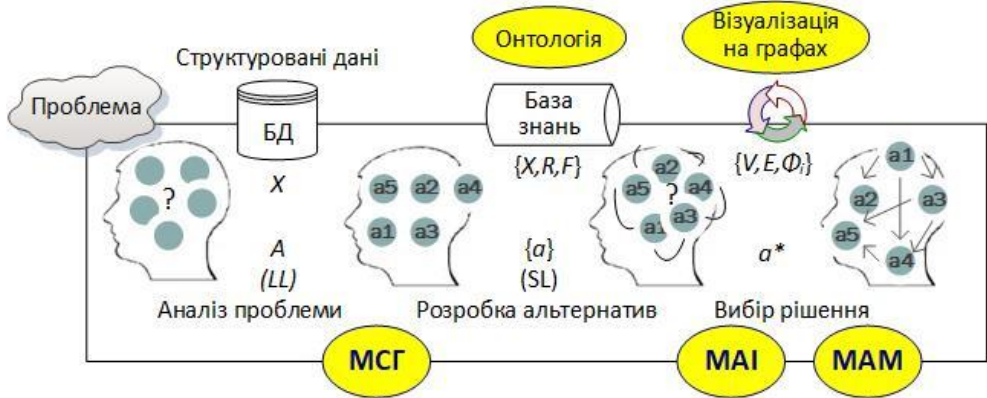 Онтологія
Візуалізація
на графах
Структуровані дані
Проблема
БД
База
знань
X
{X,R,F}
{V,E,Фᵢ}
?
a5 a2 a4
a1 a3
a2
a5 ? a4
a1 a3
a1
a2 a3
a5
a4
A
(LL)
{a}
(SL)
a*
Аналіз проблеми
Розробка альтернатив
Вибір рішення
МСГ
МАІ
МАМ